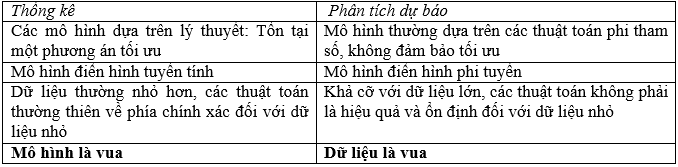 Thống kê
Phân tích dự báo
Các mô hình dựa trên lý thuyết: Tồn tại
một phương án tối ưu
Mô hình thường dựa trên các thuật toán phi tham
số, không đảm bảo tối ưu
Mô hình điển hình tuyến tính
Mô hình điển hình phi tuyến
Dữ liệu thường nhỏ hơn, các thuật toán
thường thiên về phía chính xác đối với dữ
liệu nhỏ
Khả cỡ với dữ liệu lớn, các thuật toán không phải
là hiệu quả và ổn định đối với dữ liệu nhỏ
Mô hình là vua
Dữ liệu là vua